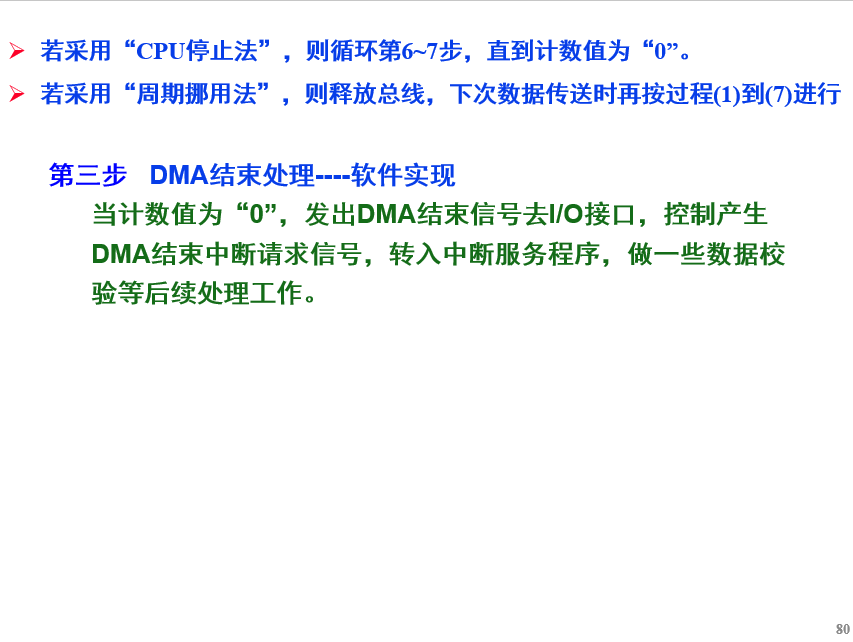 若采用“CPU停止法”，则循环第6~7步，直到计数值为“0”。
若采用“周期挪用法”，则释放总线，下次数据传送时再按过程(1)到(7)进行
第三步 DMA结束处理----软件实现
当计数值为“0”，发出DMA结束信号去I/O接口，控制产生
DMA结束中断请求信号，转入中断服务程序，做一些数据校
验等后续处理工作。
80